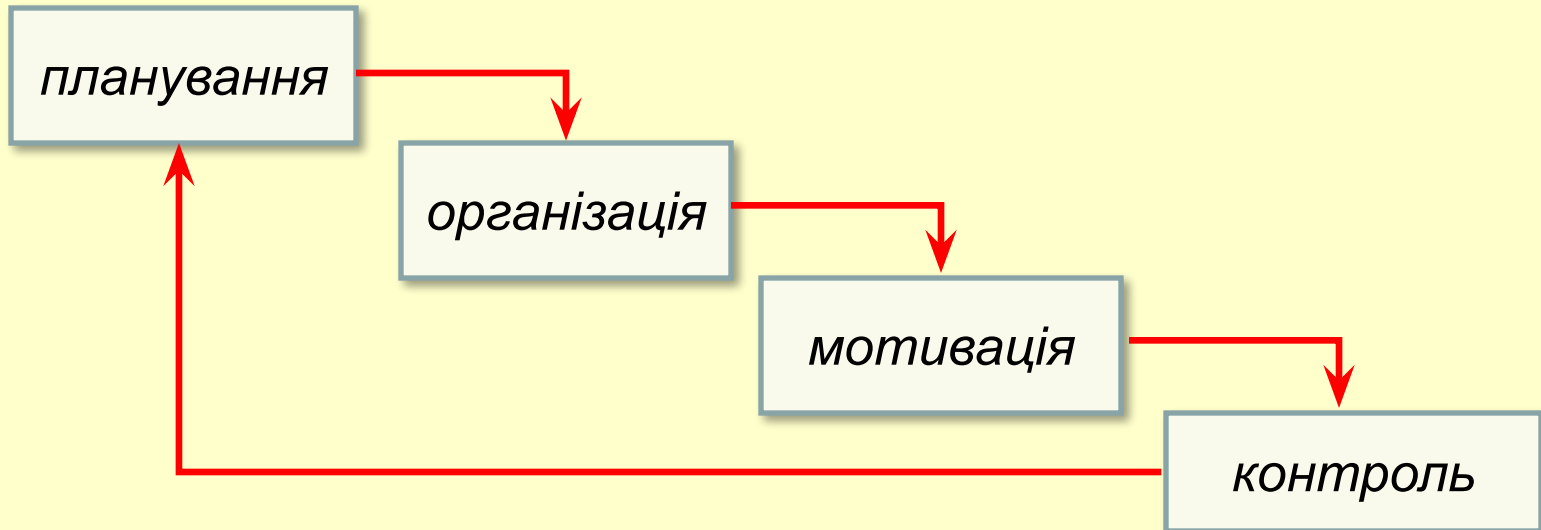 планування
організація
мотивація
контроль